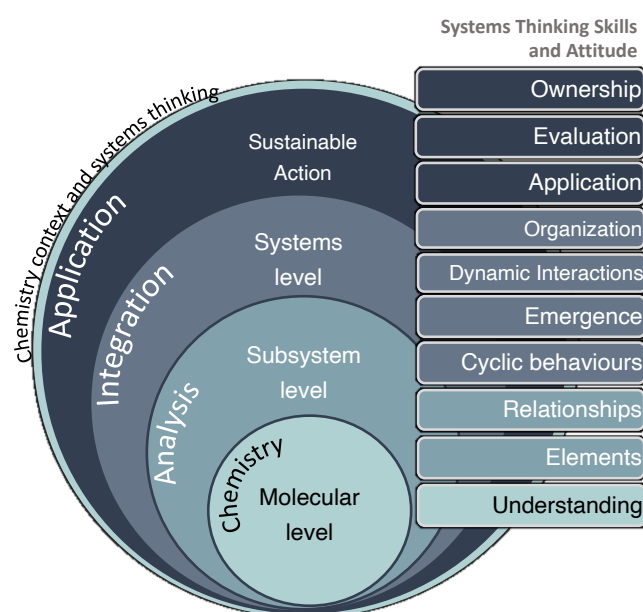 Systems Thinking Skills
and Attitude
Ownership
Evaluation
Application
Organization
Dynamic Interactions
Emergence
Cyclic behaviours
Relationships
Elements
Understanding
Chemistry context and systems thinking
Application
Sustainable
Action
Integration
Systems
level
Analysis
Subsystem
level
Chemistry
Molecular
level